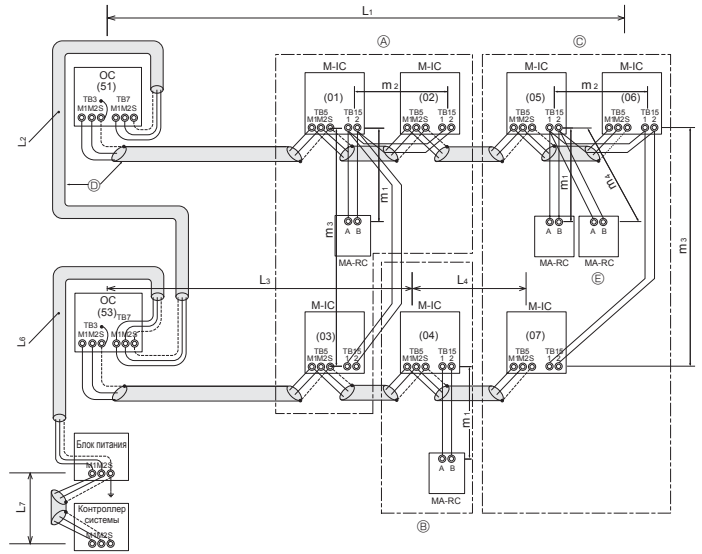 L1
Ⓐ
Ⓒ
M-IC
M-IC
M-IC
M-IC
OC
(51)
TB3
TB7
M1M2S
M1M2S
(01)
m2
(02)
TB5
M1M2S
TB15
1 2
TB5
M1M2S
TB15
1 2
(05)
m2
(06)
TB5
M1M2S
TB15
1 2
TB5
M1M2S
TB15
1 2
L2
Ⓓ
m1
m3
A B
MA-RC
m1
m4
A B
MA-RC
A B
MA-RC
Ⓔ
m3
L3
L4
OC
(53)
TB3
TB7
M1M2S
M1M2S
M-IC
(03)
TB5
M1M2S
TB15
1 2
M-IC
(04)
TB5
M1M2S
TB15
1 2
M-IC
(07)
TB5
M1M2S
TB15
1 2
L6
m1
A B
MA-RC
Ⓑ
Блок питания
M1M2S
L7
Контроллер
системы
M1M2S